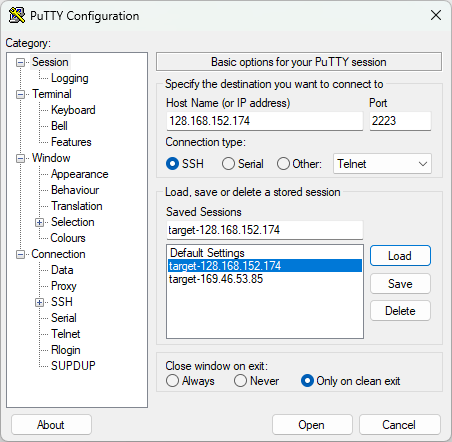 PuTTY Configuration
Category:
Session
Logging
Terminal
Keyboard
Bell
Features
Window
Appearance
Behaviour
Translation
Selection
Colours
Connection
Data
Proxy
SSH
Serial
Telnet
Rlogin
SUPDUP
Basic options for your PuTTY session
Specify the destination you want to connect to
Host Name (or IP address) Port
128.168.152.174 2223
Connection type:
SSH Serial Other: Telnet
Load, save or delete a stored session
Saved Sessions
target-128.168.152.174
Default Settings
target-128.168.152.174
target-169.46.53.85
Load
Save
Delete
Close window on exit:
Always Never Only on clean exit
About Open Cancel